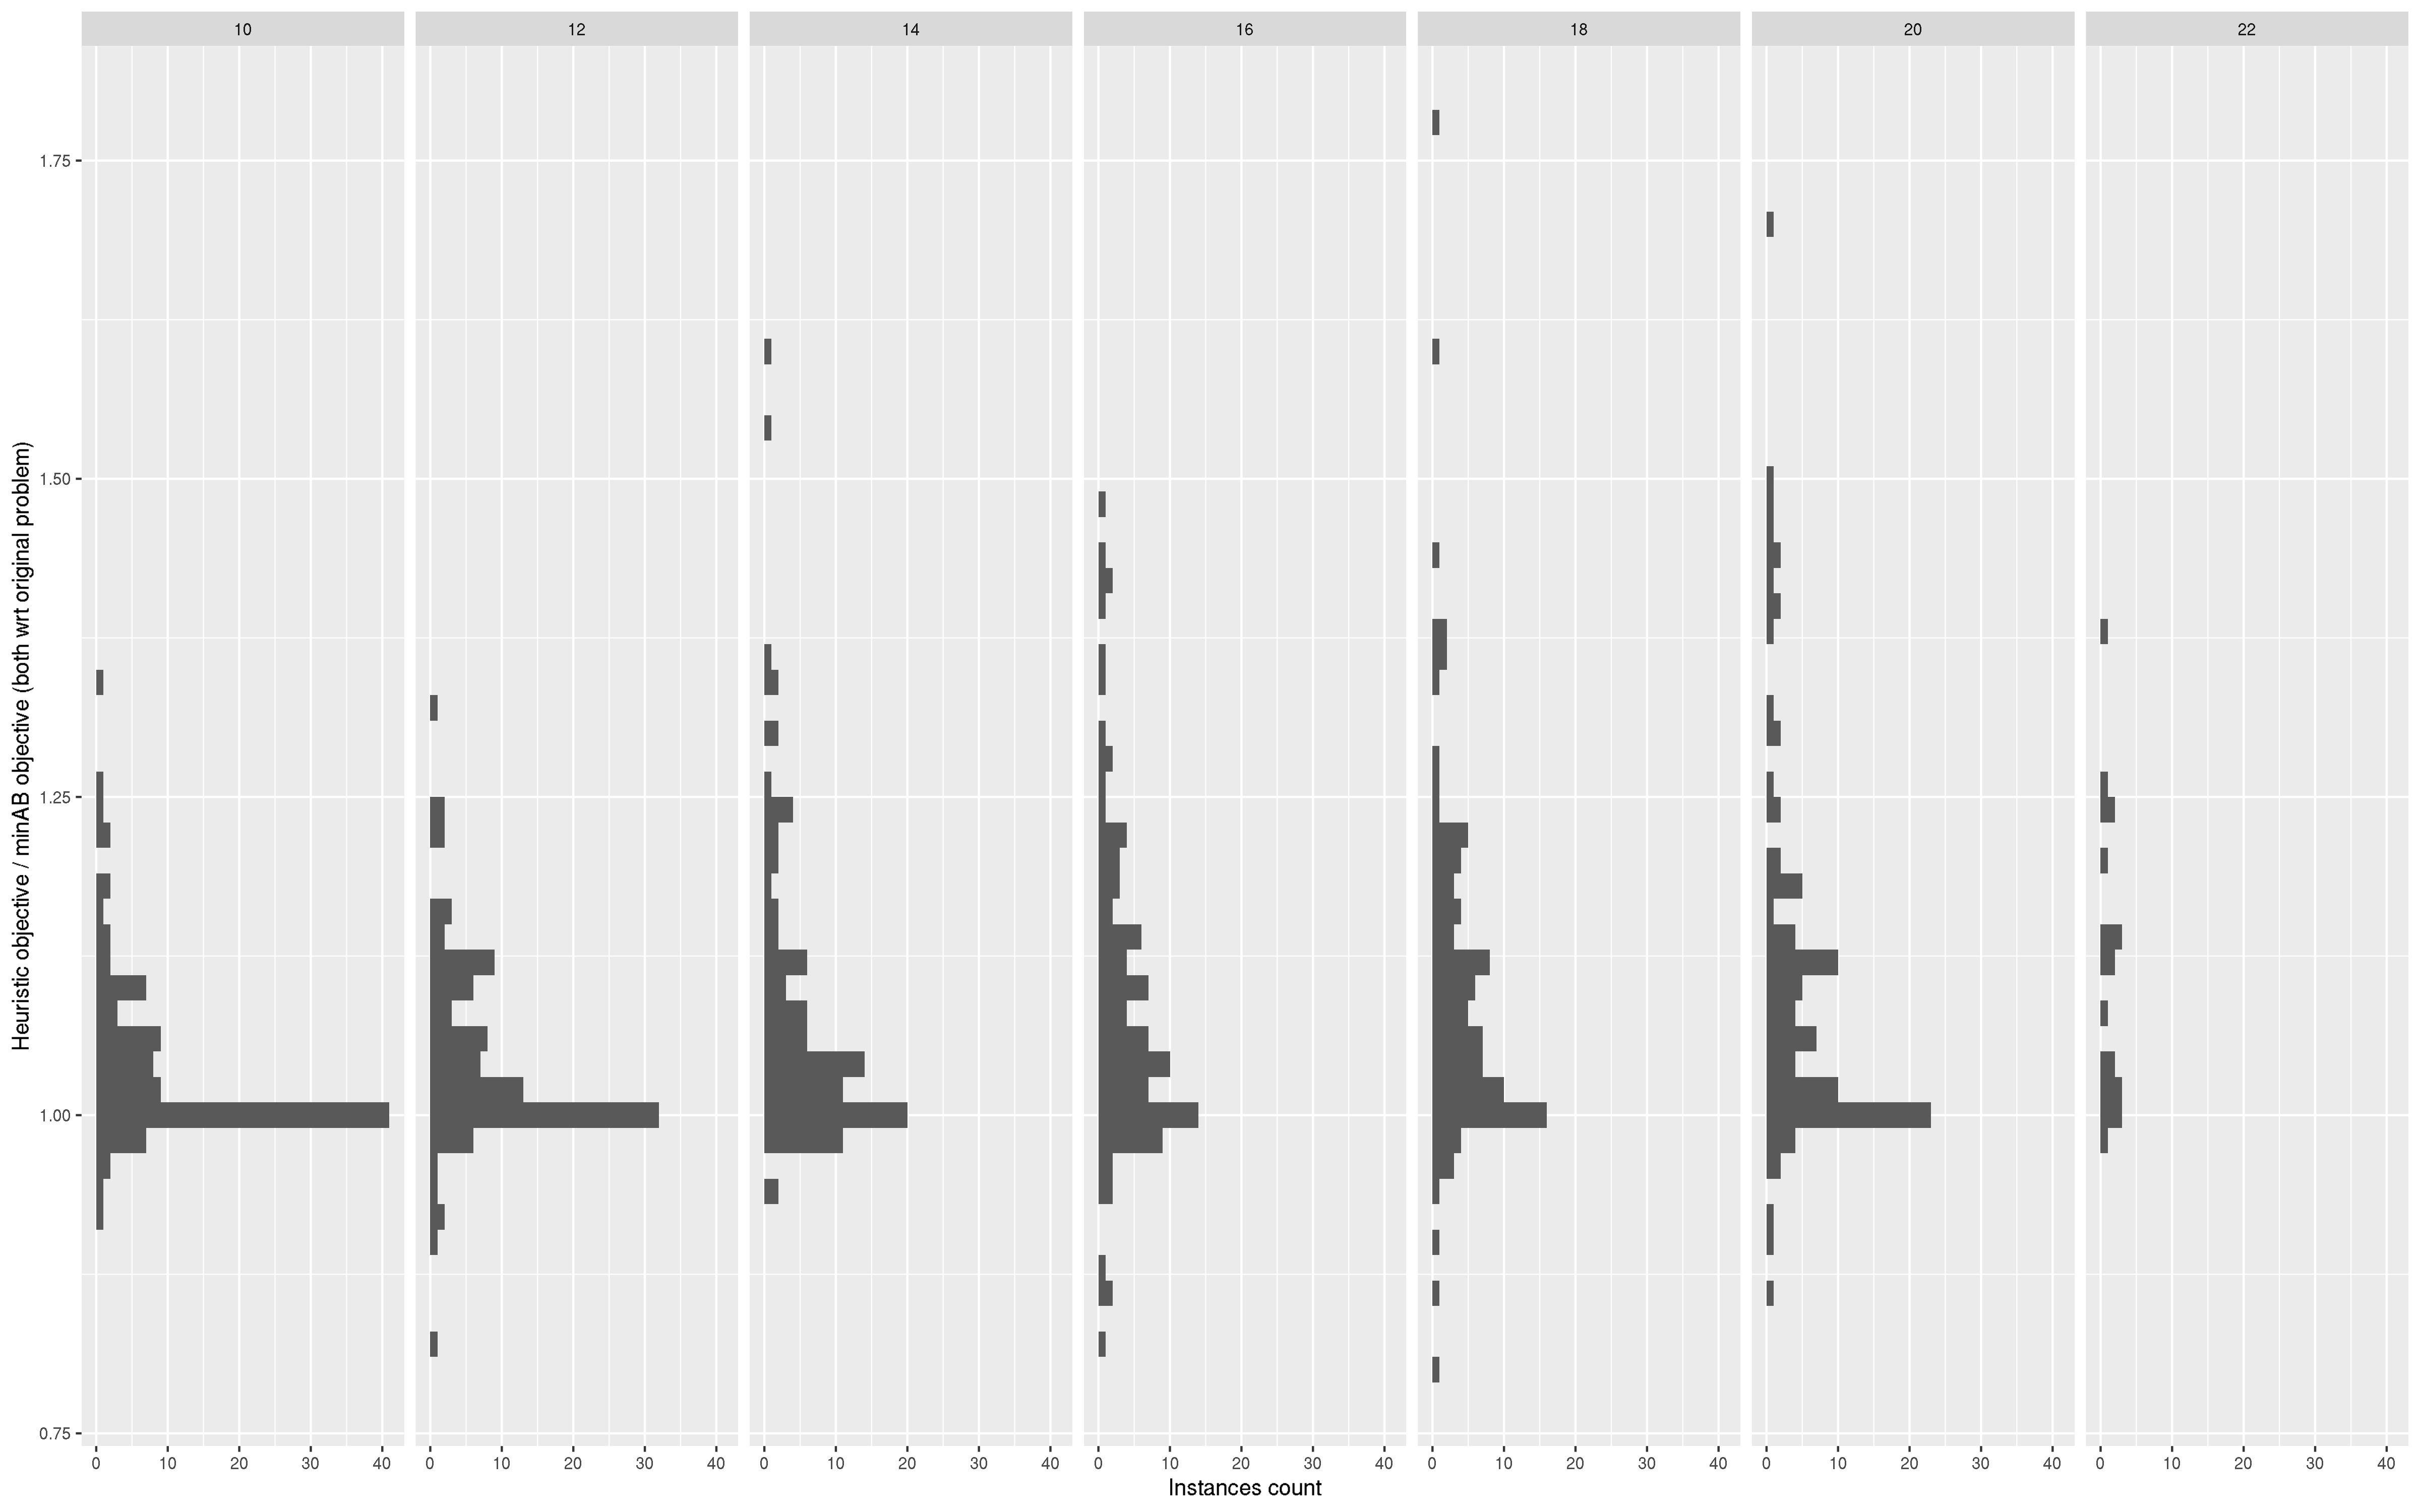 10 12 14 16 18 20 22
1.75
1.50
1.25
1.00
0.75
Heuristic objective / minAB objective (both wrt original problem)
0 10 20 30 40 0 10 20 30 40 0 10 20 30 40 0 10 20 30 40 0 10 20 30 40 0 10 20 30 40 0 10 20 30 40
Instances count